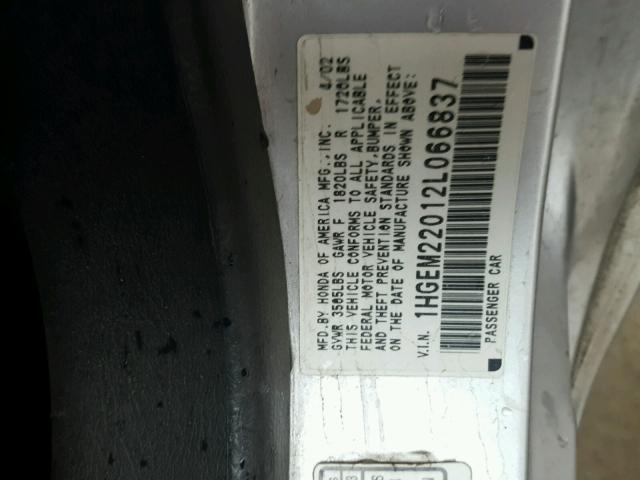 MFD.BY HONDA OF AMERICA MFG.,INC. 4/02
GVWR 3505LBS GAWR F 1820LBS R 1720LBS
THIS VEHICLE CONFORMS TO ALL APPLICABLE
FEDERAL MOTOR VEHICLE SAFETY,BUMPER,
AND THEFT PREVENTION STANDARDS IN EFFECT
ON THE DATE OF MANUFACTURE SHOWN ABOVE:
V.I.N. 1HGEM22012L066837
PASSENGER CAR